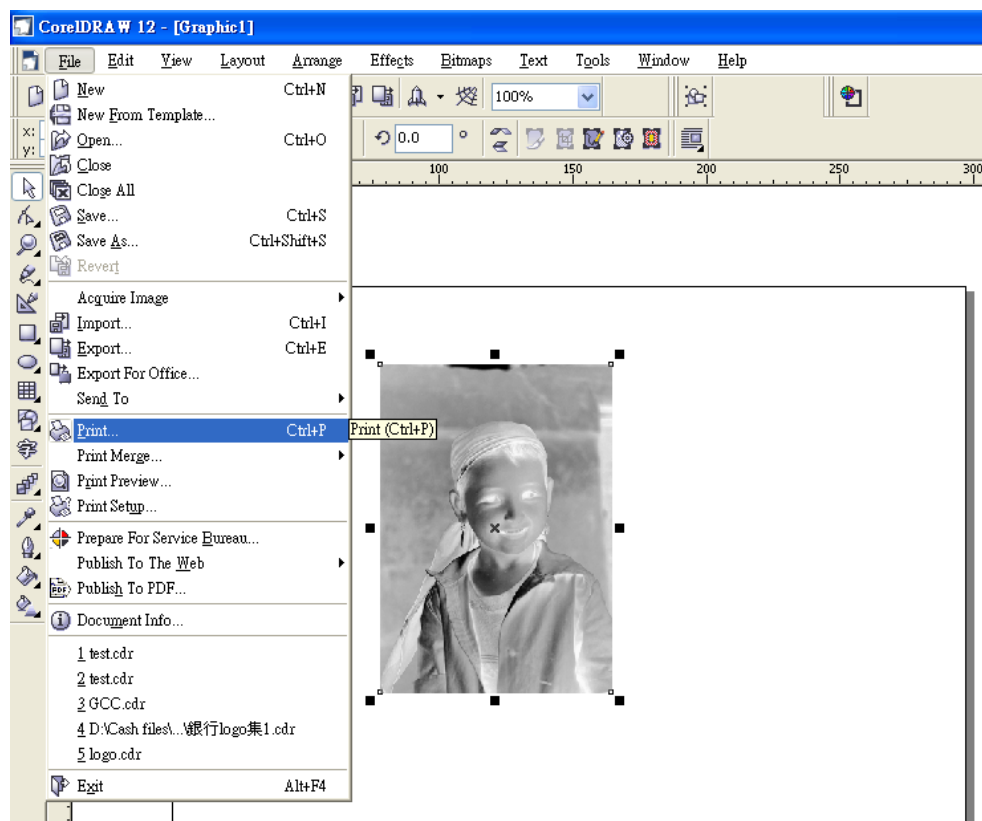 CorelDRAW 12 - [Graphic1]
File Edit View Layout Arrange Effects Bitmaps Text Tools Window Help
New Ctrl+N
100%
New From Template...
x:
0.0 °
Open... Ctrl+O
y:
Close
100 150 200 250 300
Close All
Save... Ctrl+S
Save As... Ctrl+Shift+S
Revert
Acquire Image
Import... Ctrl+I
Export... Ctrl+E
Export For Office...
Send To
Print... Ctrl+P
Print (Ctrl+P)
字
Print Merge...
Print Preview...
Print Setup...
Prepare For Service Bureau...
Publish To The Web
PDF Publish To PDF...
Document Info...
1 test.cdr
2 test.cdr
3 GCC.cdr
4 D:\Cash files\...\銀行logo集1.cdr
5 logo.cdr
Exit Alt+F4